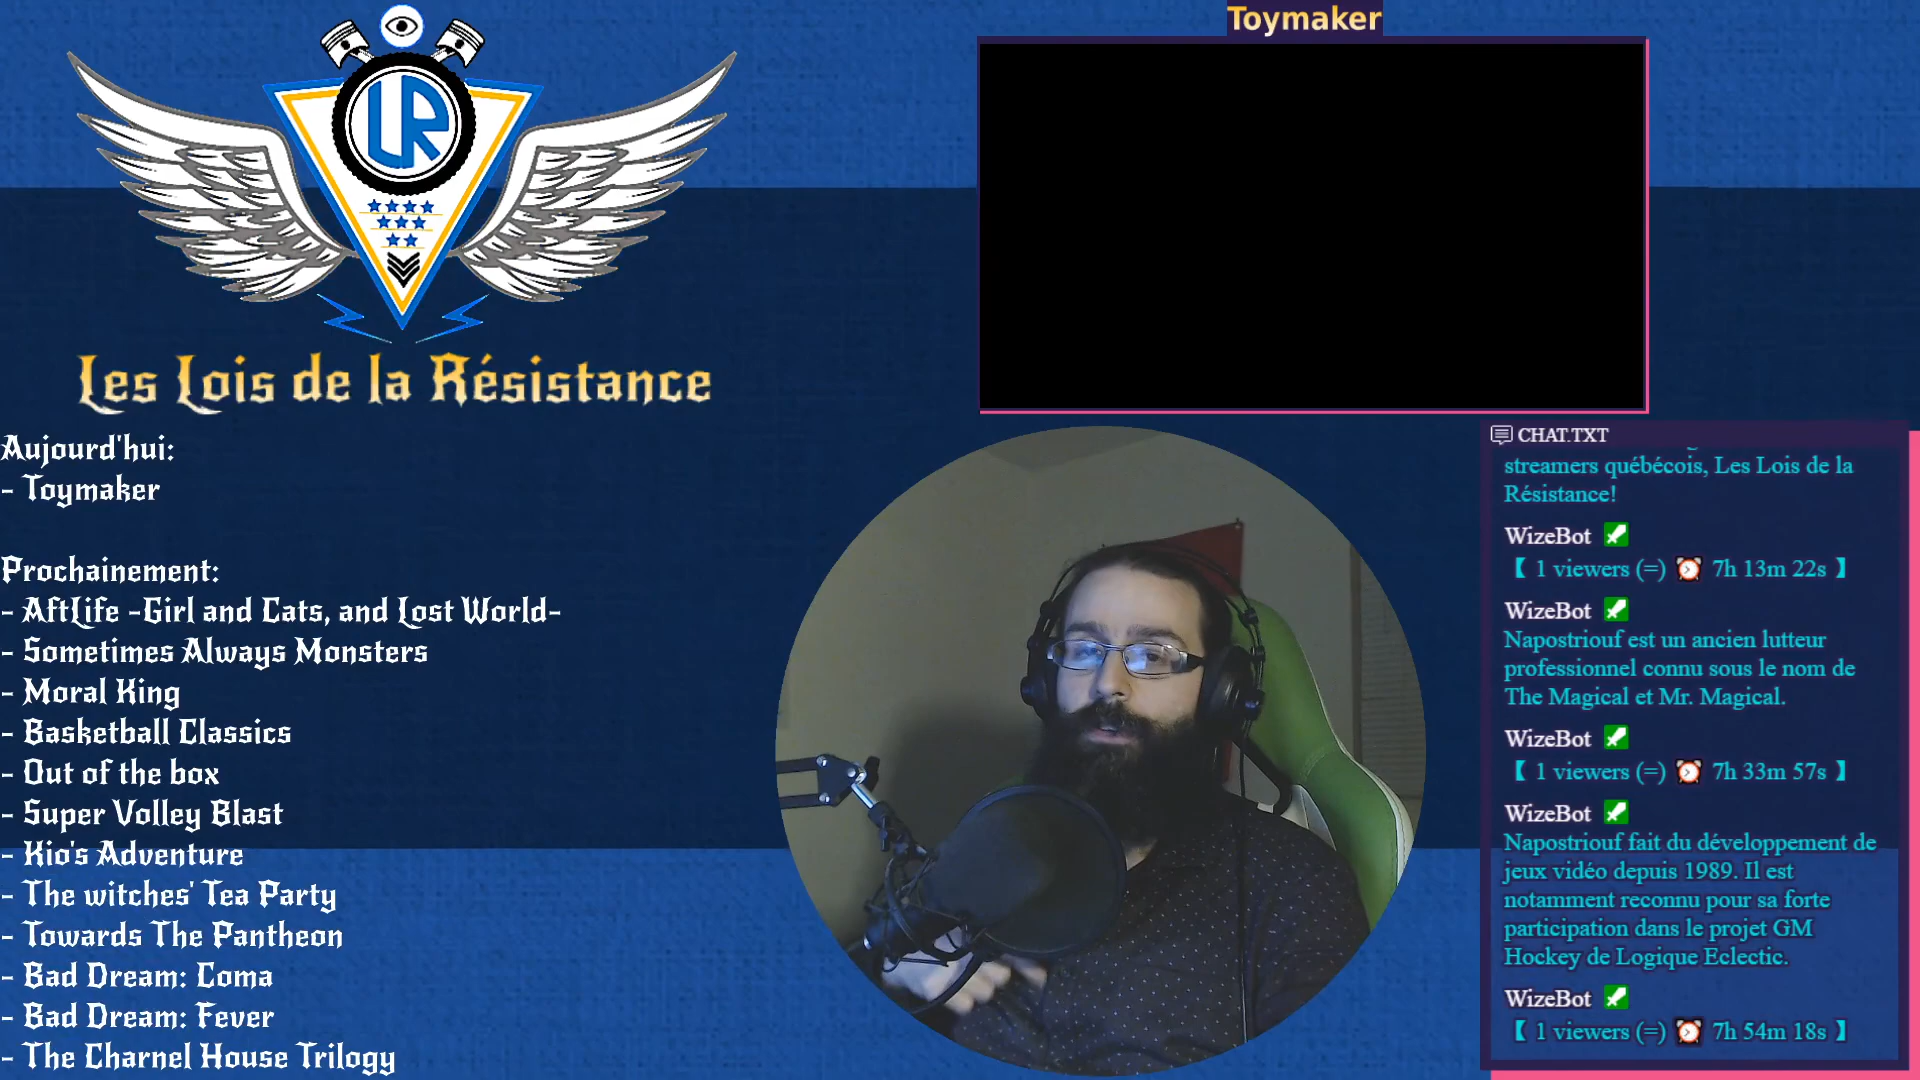 LR
Les Lois de la Résistance
Aujourd'hui:
- Toymaker
Prochainement:
- AftLife -Girl and Cats, and Lost World-
- Sometimes Always Monsters
- Moral King
- Basketball Classics
- Out of the box
- Super Volley Blast
- Kio's Adventure
- The witches' Tea Party
- Towards The Pantheon
- Bad Dream: Coma
- Bad Dream: Fever
- The Charnel House Trilogy
Toymaker
CHAT.TXT
streamers québécois, Les Lois de la
Résistance!
WizeBot
【 1 viewers (=) ⏰ 7h 13m 22s 】
WizeBot
Napostriouf est un ancien lutteur
professionnel connu sous le nom de
The Magical et Mr. Magical.
WizeBot
【 1 viewers (=) ⏰ 7h 33m 57s 】
WizeBot
Napostriouf fait du développement de
jeux vidéo depuis 1989. Il est
notamment reconnu pour sa forte
participation dans le projet GM
Hockey de Logique Eclectic.
WizeBot
【 1 viewers (=) ⏰ 7h 54m 18s 】